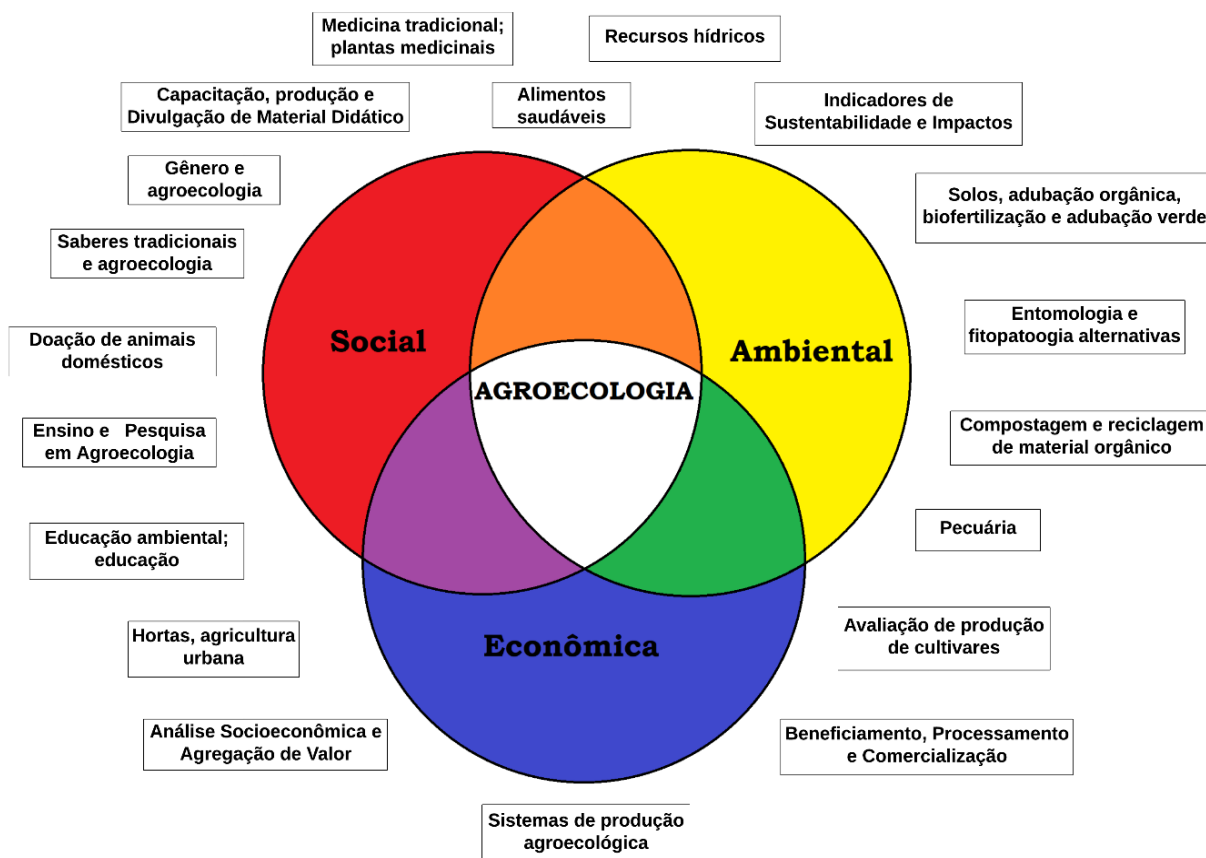 Medicina tradicional;
plantas medicinais
Recursos hídricos
Capacitação, produção e
Divulgação de Material Didático
Alimentos
saudáveis
Indicadores de
Sustentabilidade e Impactos
Gênero e
agroecologia
Solos, adubação orgânica,
biofertilização e adubação verde
Saberes tradicionais
e agroecologia
Entomologia e
fitopatoogia alternativas
Doação de animais
domésticos
Social
Ambiental
AGROECOLOGIA
Ensino e Pesquisa
em Agroecologia
Compostagem e reciclagem
de material orgânico
Educação ambiental;
educação
Pecuária
Hortas, agricultura
urbana
Econômica
Avaliação de produção
de cultivares
Análise Socioeconômica e
Agregação de Valor
Beneficiamento, Processamento
e Comercialização
Sistemas de produção
agroecológica